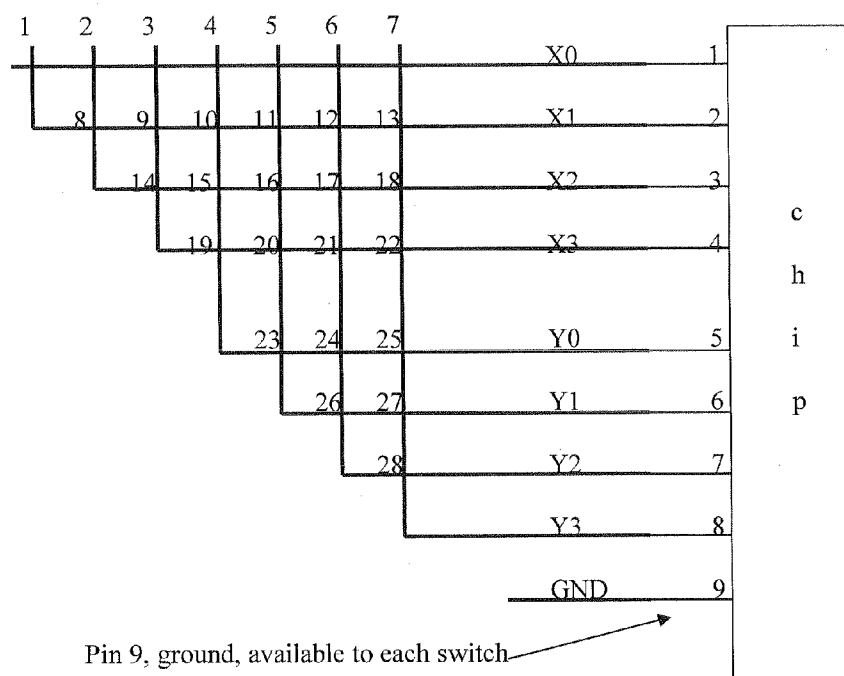 1 2 3 4 5 6 7
X0 1
8 9 10 11 12 13 X1 2
14 15 16 17 18 X2 3
c
19 20 21 22 X3 4
h
23 24 25 Y0 5
i
26 27 Y1 6
p
28 Y2 7
Y3 8
GND 9
Pin 9, ground, available to each switch